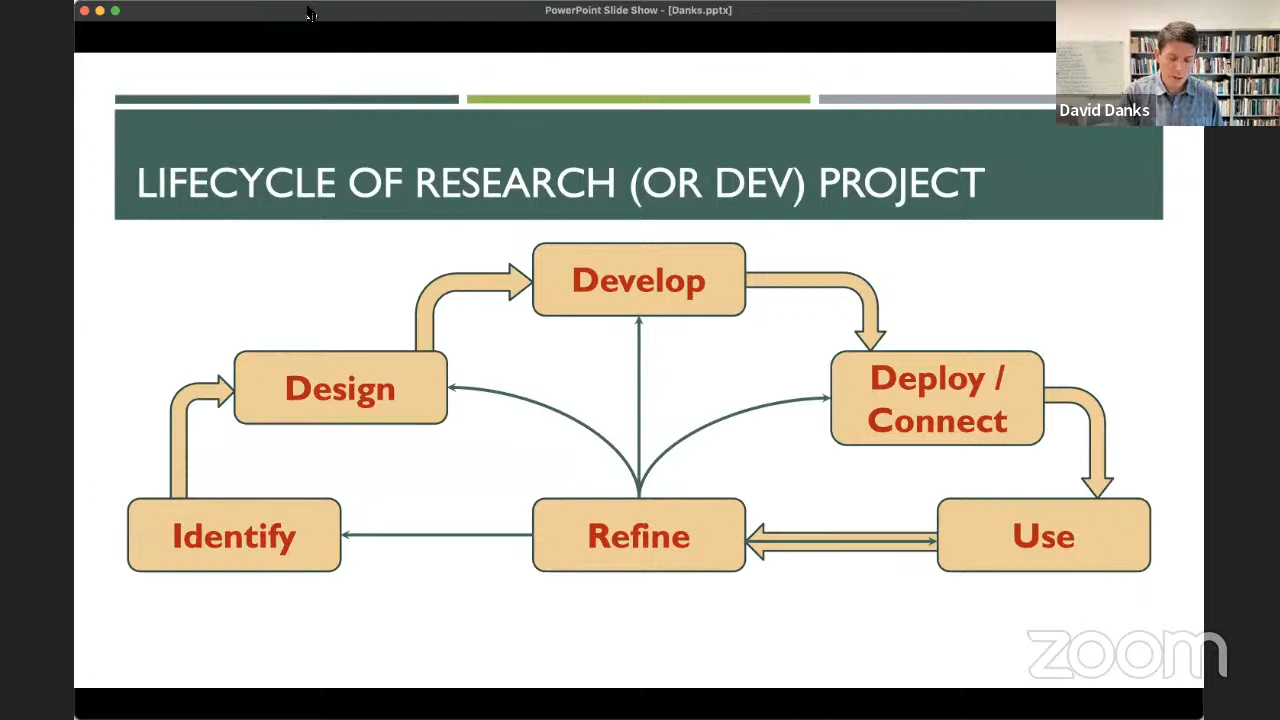 PowerPoint Slide Show - [Danks.pptx]
David Danks
LIFECYCLE OF RESEARCH (OR DEV) PROJECT
Develop
Design
Deploy /
Connect
Identify
Refine
Use
zoom